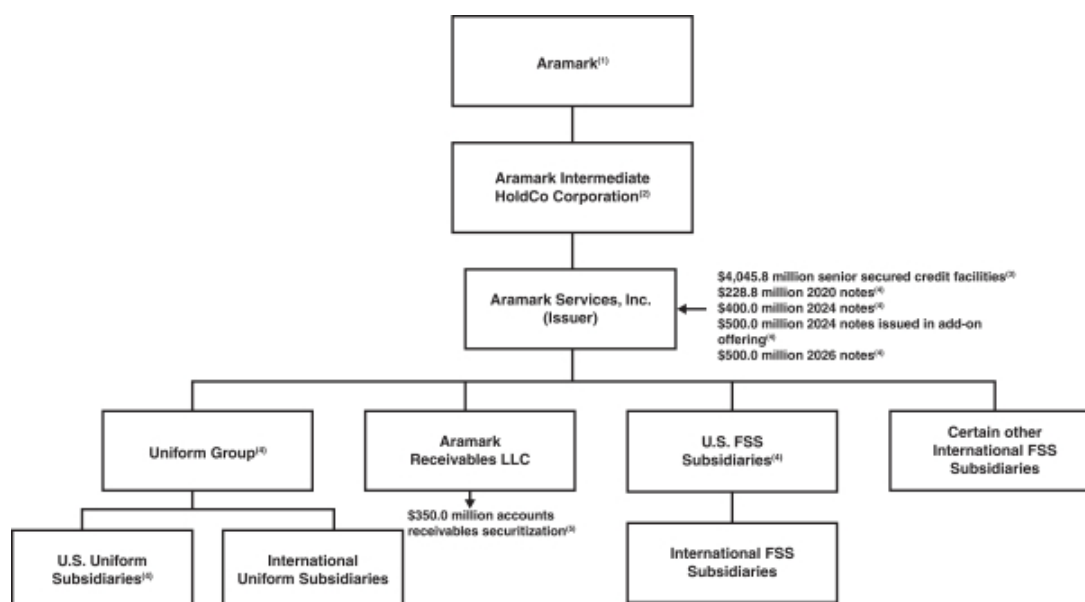 Aramark(1)
Aramark Intermediate
HoldCo Corporation(2)
Aramark Services, Inc.
(Issuer)
$4,045.8 million senior secured credit facilities(3)
$228.8 million 2020 notes(4)
$400.0 million 2024 notes(4)
$500.0 million 2024 notes issued in add-on
offering(4)
$500.0 million 2026 notes(4)
Uniform Group(4)
Aramark
Receivables LLC
U.S. FSS
Subsidiaries(4)
Certain other
International FSS
Subsidiaries
$350.0 million accounts
receivables securitization(5)
U.S. Uniform
Subsidiaries(4)
International
Uniform Subsidiaries
International FSS
Subsidiaries